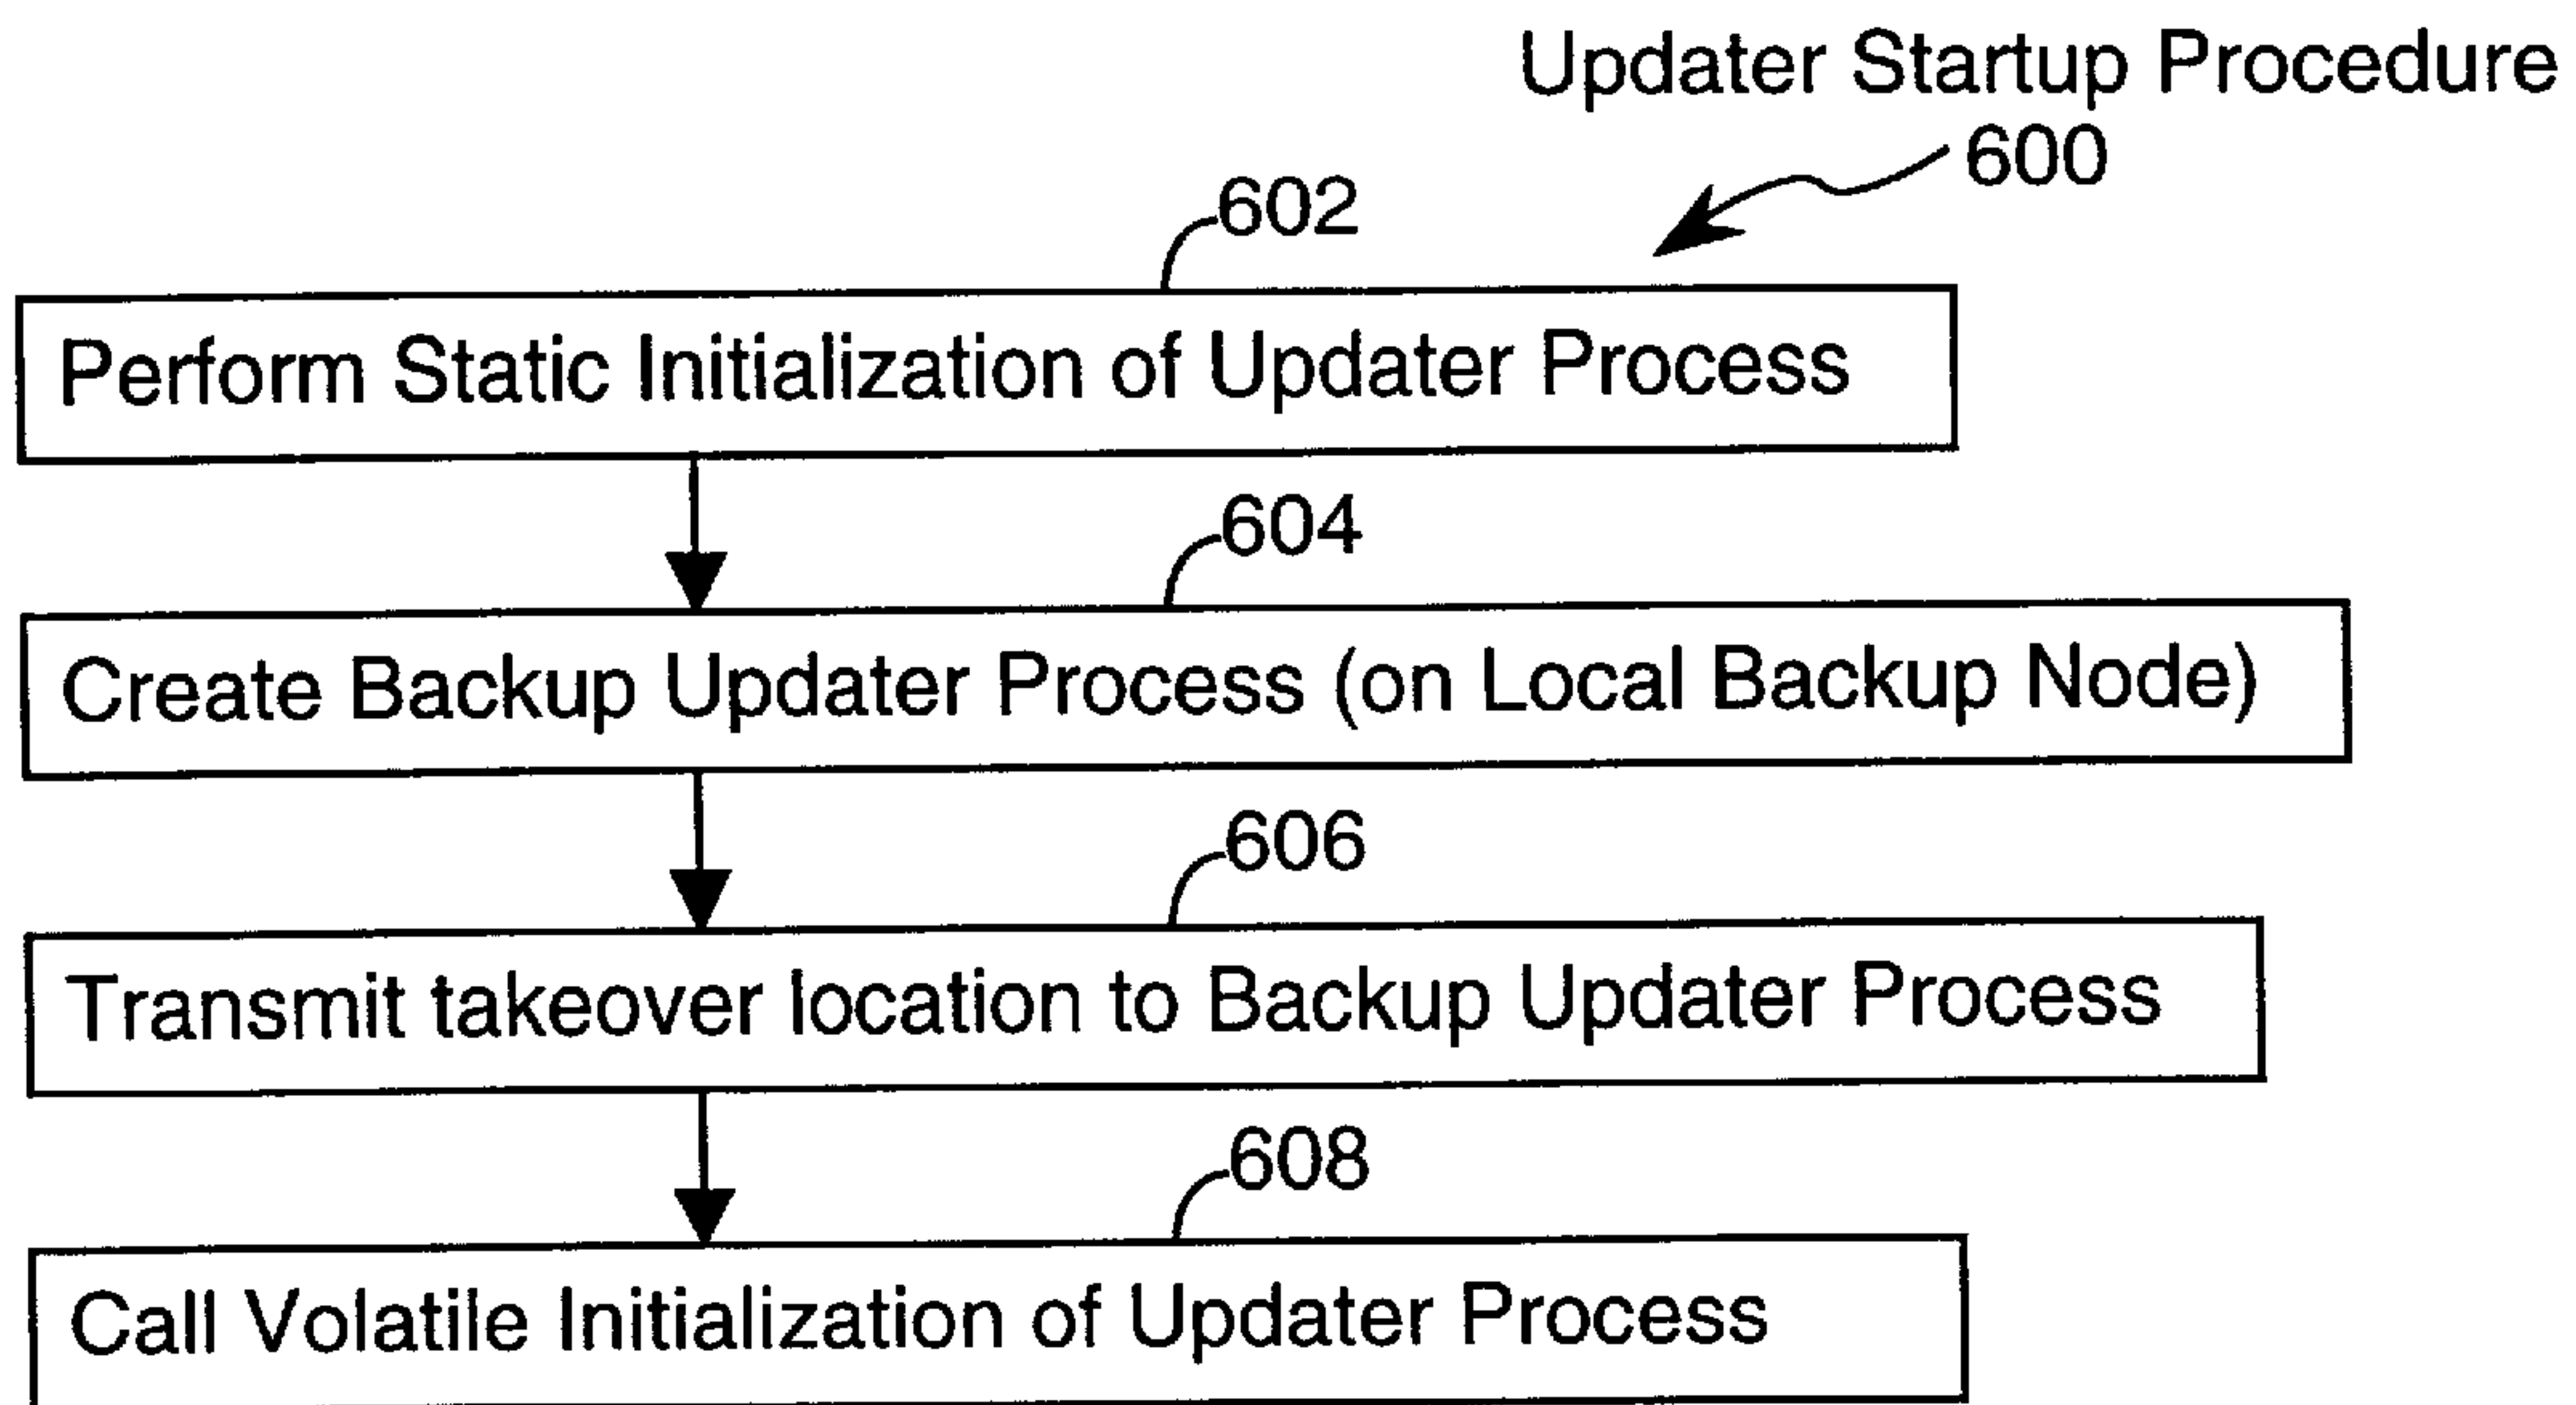 Updater Startup Procedure
600
602
Perform Static Initialization of Updater Process
604
Create Backup Updater Process (on Local Backup Node)
606
Transmit takeover location to Backup Updater Process
608
Call Volatile Initialization of Updater Process